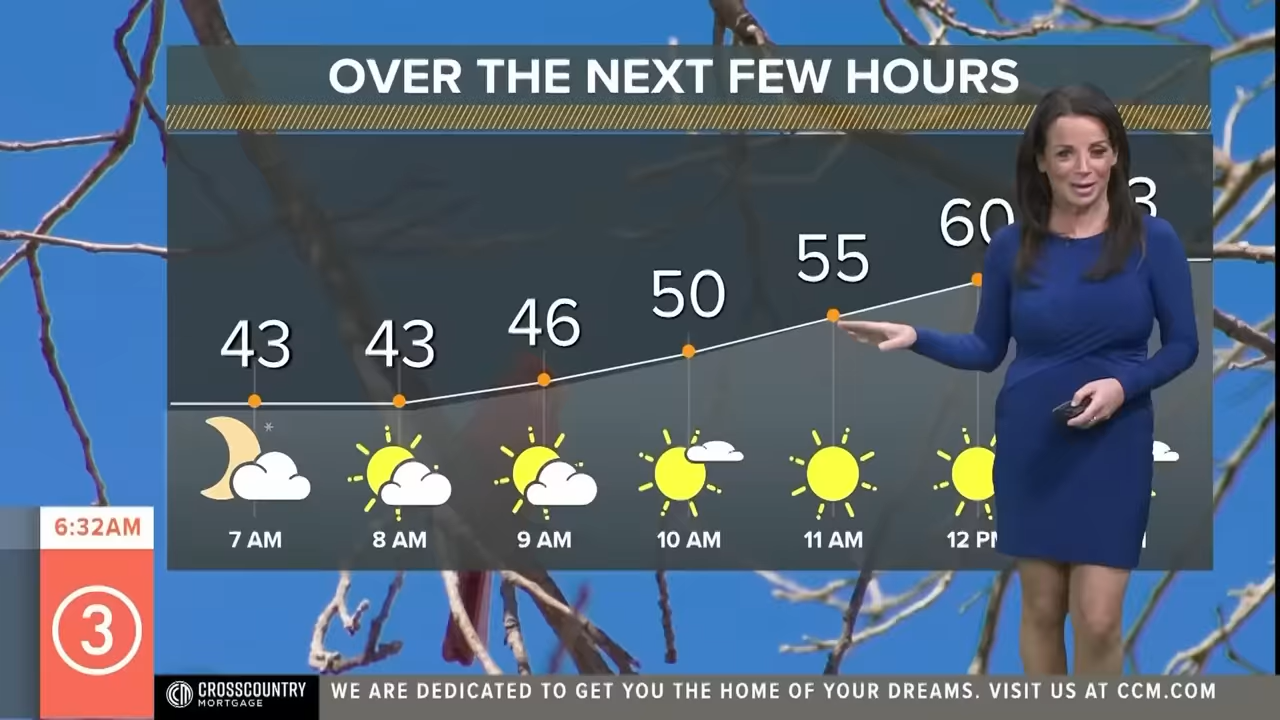 OVER THE NEXT FEW HOURS
43 43 46 50 55 60
7 AM 8 AM 9 AM 10 AM 11 AM
6:32AM
3
CROSSCOUNTRY
MORTGAGE
WE ARE DEDICATED TO GET YOU THE HOME OF YOUR DREAMS. VISIT US AT CCM.COM